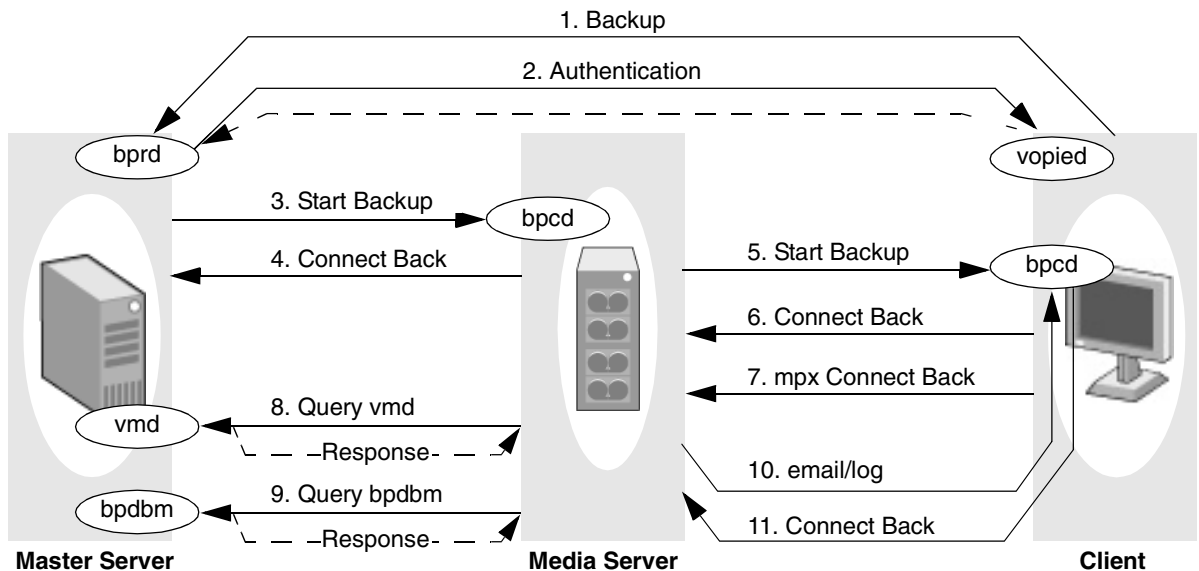 1. Backup
2. Authentication
bprd
vopied
3. Start Backup
bpcd
4. Connect Back
5. Start Backup
bpcd
6. Connect Back
7. mpx Connect Back
8. Query vmd
vmd
Response
10. email/log
9. Query bpdbm
bpdbm
11. Connect Back
Response
Master Server
Media Server
Client